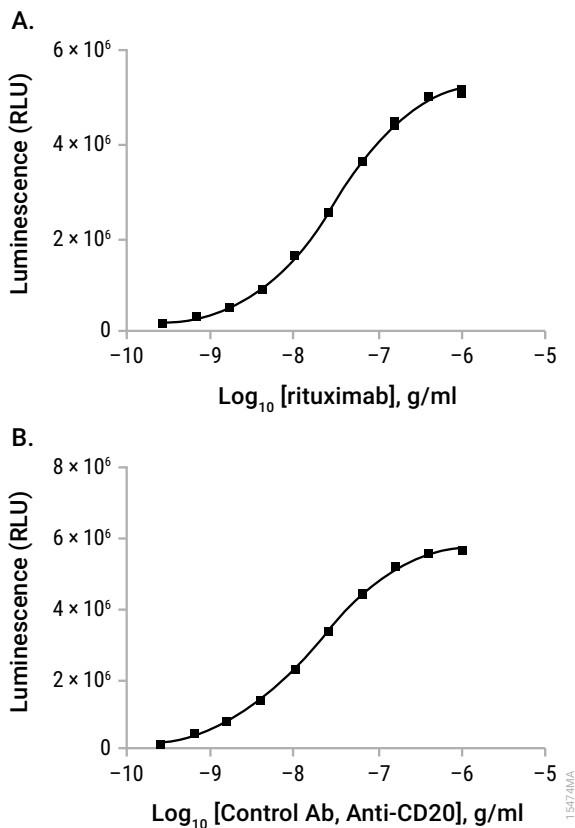 A.
Luminescence (RLU)
6 × 10⁶
4 × 10⁶
2 × 10⁶
0
−10 −9 −8 −7 −6 −5
Log₁₀ [rituximab], g/ml
B.
Luminescence (RLU)
8 × 10⁶
6 × 10⁶
4 × 10⁶
2 × 10⁶
0
−10 −9 −8 −7 −6 −5
Log₁₀ [Control Ab, Anti-CD20], g/ml
15474MA